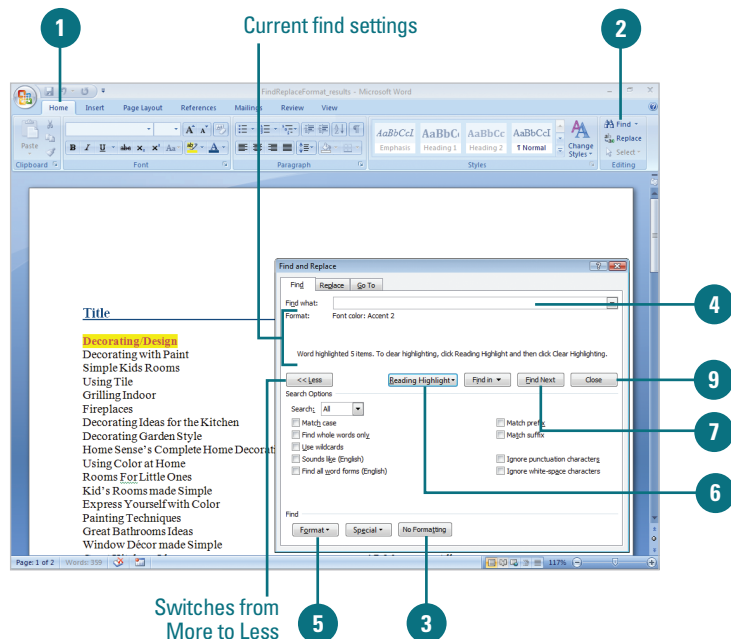 1
Current find settings
2
FindReplaceFormat_results - Microsoft Word
Home Insert Page Layout References Mailings Review View
Paste
Clipboard
Font
Paragraph
AaBbCcL AaBbC AaBbCc AaBbCcI
Emphasis Heading 1 Heading 2 ¶ Normal
Change Styles
Styles
Find
Replace
Select
Editing
Find and Replace
Find Replace Go To
Find what:
4
Format: Font color: Accent 2
Word highlighted 5 items. To clear highlighting, click Reading Highlight and then click Clear Highlighting.
<< Less Reading Highlight Find in Find Next Close
9
Search Options
Search: All
7
Match case
Find whole words only
Use wildcards
Sounds like (English)
Find all word forms (English)
Match prefix
Match suffix
Ignore punctuation characters
Ignore white-space characters
6
Find
Format Special No Formatting
Title
Decorating/Design
Decorating with Paint
Simple Kids Rooms
Using Tile
Grilling Indoor
Fireplaces
Decorating Ideas for the Kitchen
Decorating Garden Style
Home Sense's Complete Home Decorat
Using Color at Home
Rooms For Little Ones
Kid's Rooms made Simple
Express Yourself with Color
Painting Techniques
Great Bathrooms Ideas
Window Décor made Simple
Page: 1 of 2 Words: 359
117%
Switches from
More to Less
5
3